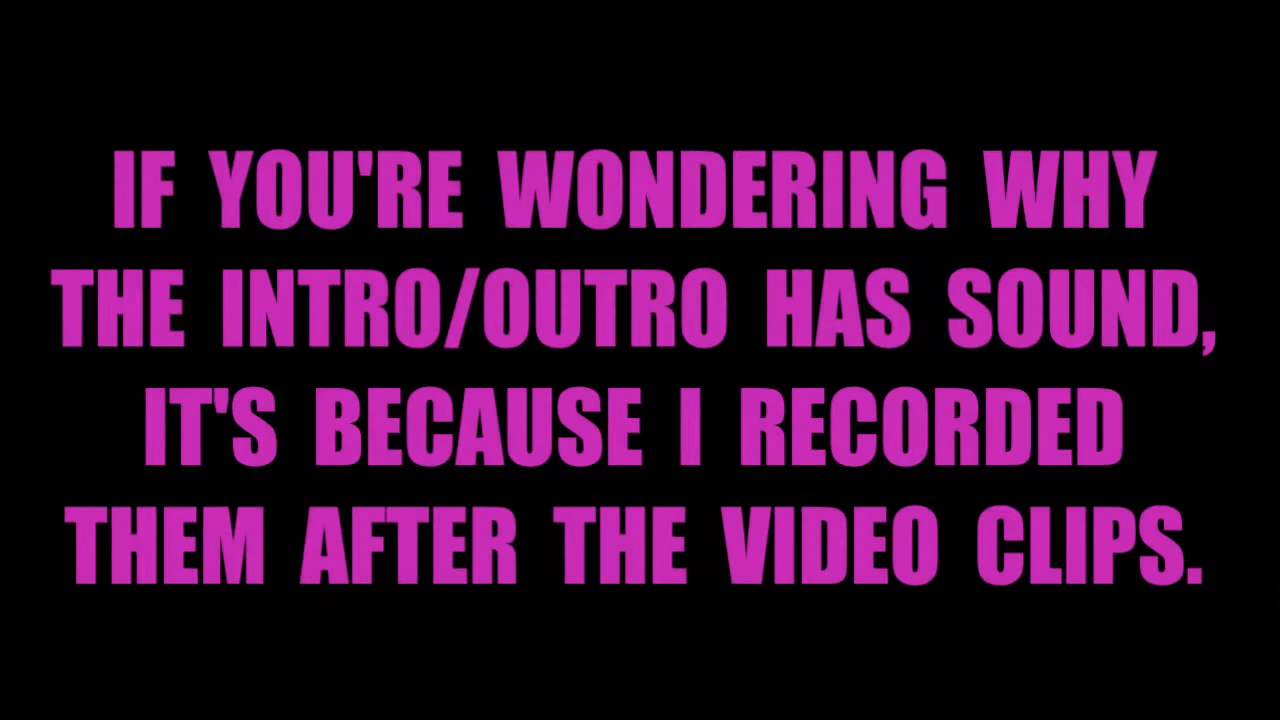 IF YOU'RE WONDERING WHY
THE INTRO/OUTRO HAS SOUND,
IT'S BECAUSE I RECORDED
THEM AFTER THE VIDEO CLIPS.